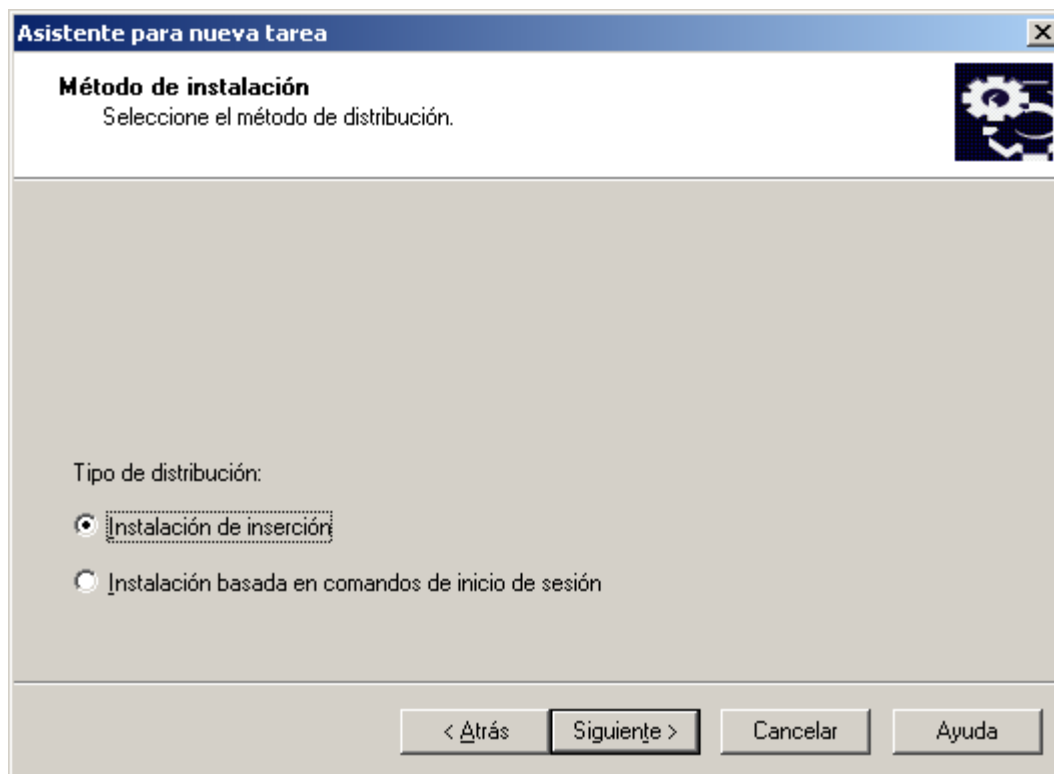 Asistente para nueva tarea
Método de instalación
Seleccione el método de distribución.
Tipo de distribución:
Instalación de inserción
Instalación basada en comandos de inicio de sesión
< Atrás Siguiente > Cancelar Ayuda